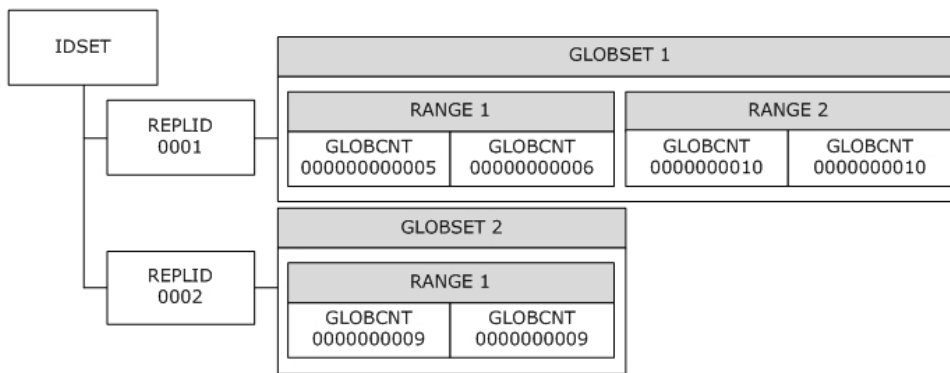 IDSET
GLOBSET 1
REPLID
0001
RANGE 1
RANGE 2
GLOBCNT
000000000005
GLOBCNT
00000000006
GLOBCNT
0000000010
GLOBCNT
0000000010
GLOBSET 2
REPLID
0002
RANGE 1
GLOBCNT
0000000009
GLOBCNT
0000000009